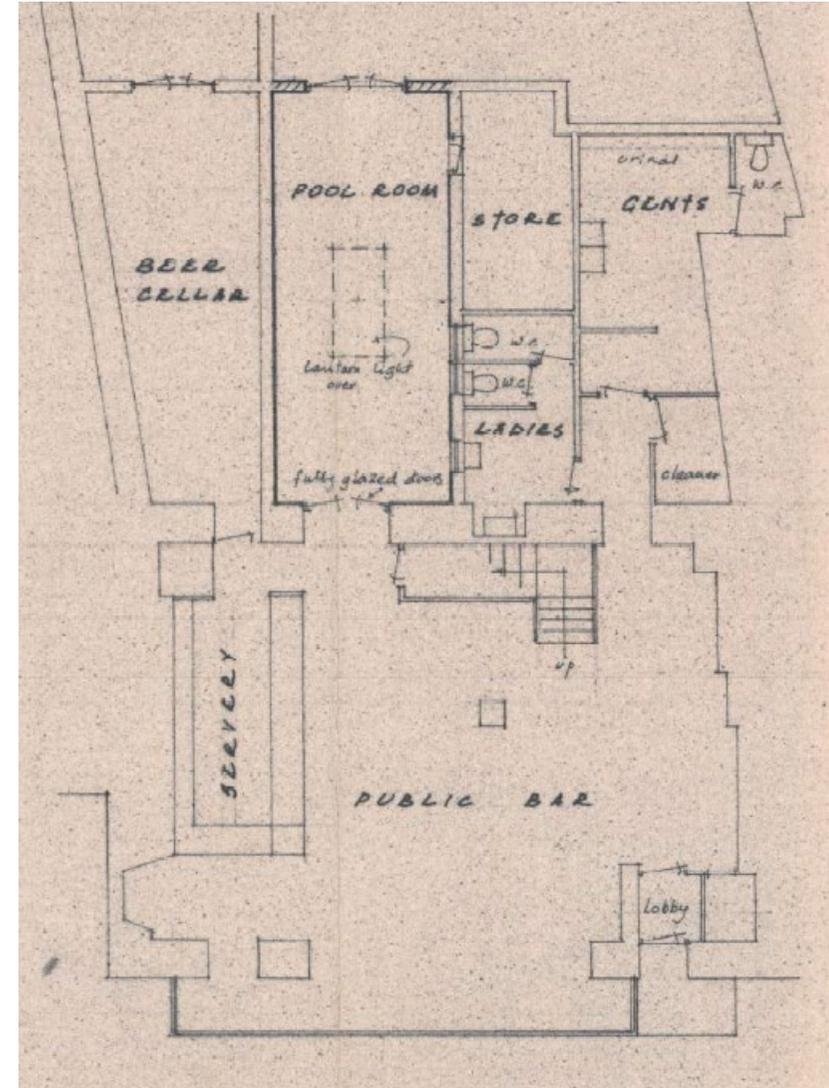 urinal
W.C.
POOL ROOM
STORE
GENTS
BEER
CELLAR
W.C.
Lantern light
over
W.C.
LADIES
fully glazed doors
cleaner
SERVERY
up
PUBLIC BAR
Lobby